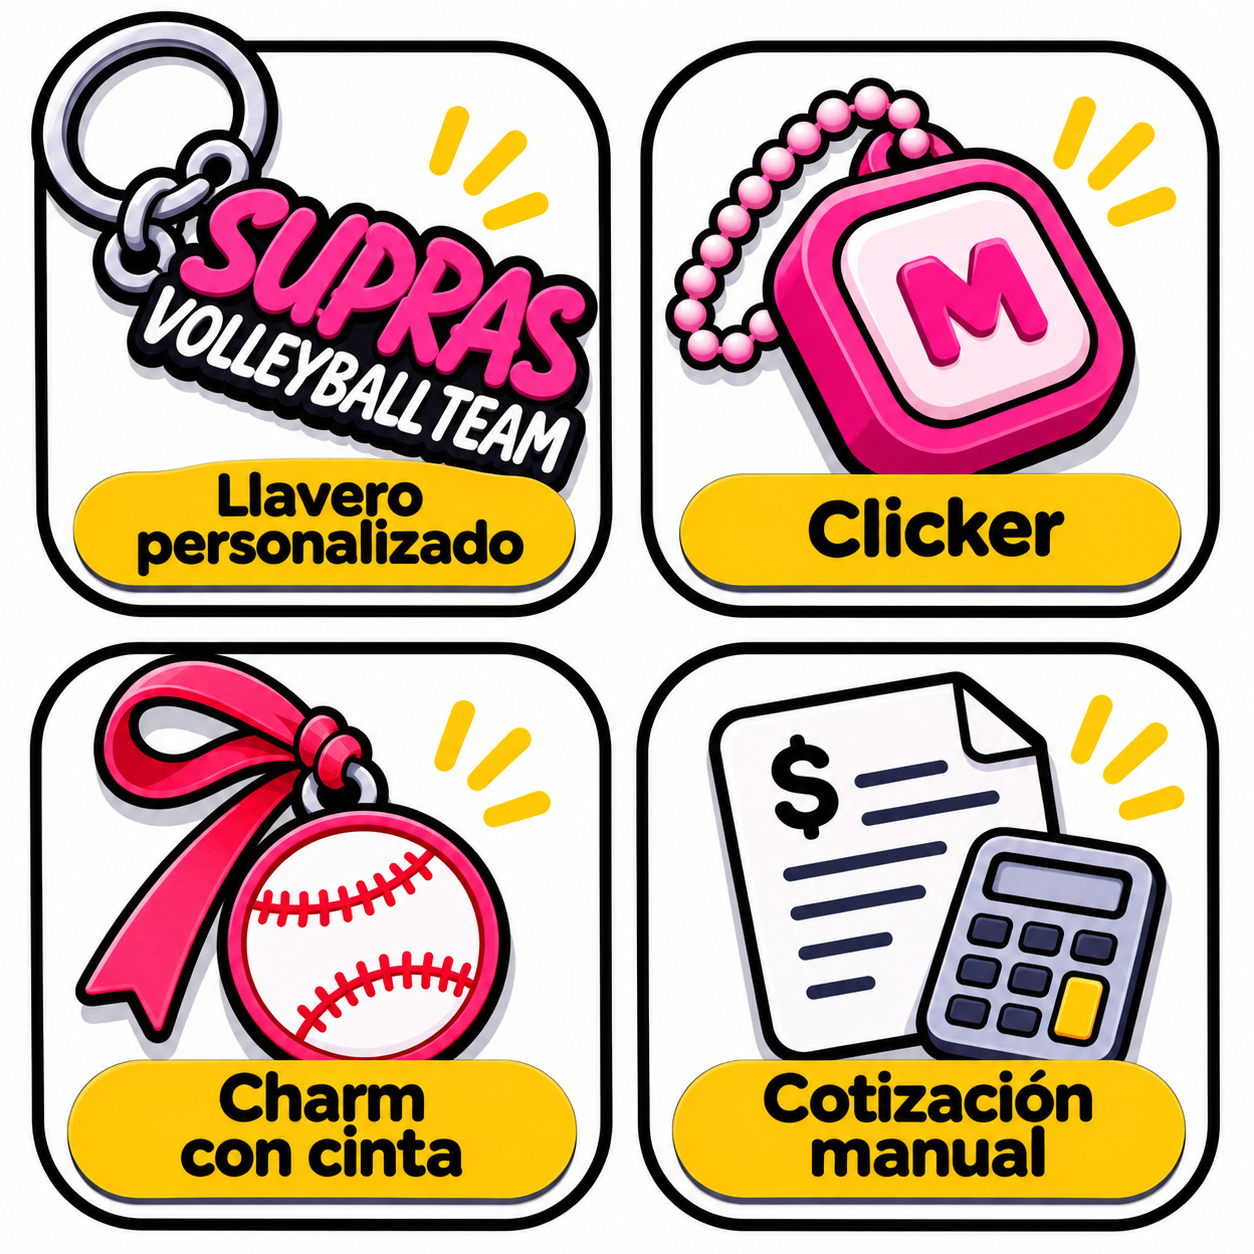 SUPRAS
VOLLEYBALL TEAM
Llavero
personalizado
M
Clicker
Charm
con cinta
$
Cotización
manual